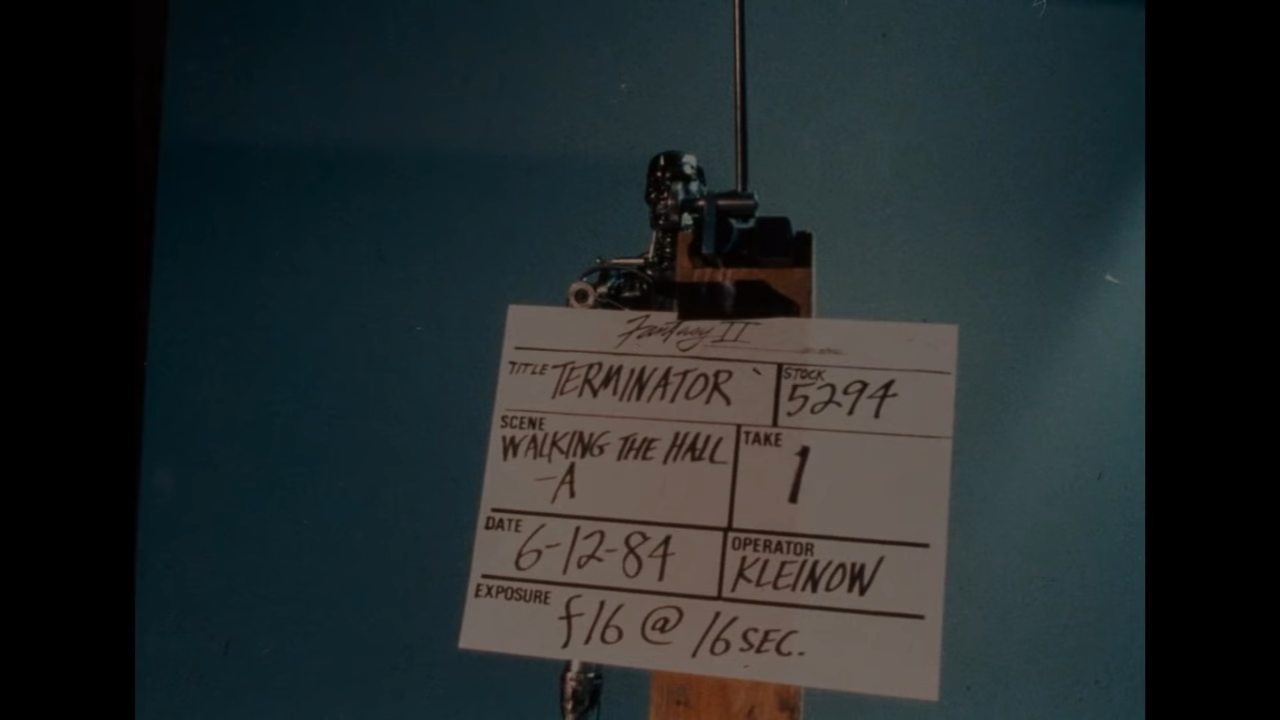 Fantasy II
TITLE TERMINATOR STOCK 5294
SCENE WALKING THE HALL TAKE 1
-A
DATE 6-12-84 OPERATOR KLEINOW
EXPOSURE f16 @ 16 SEC.